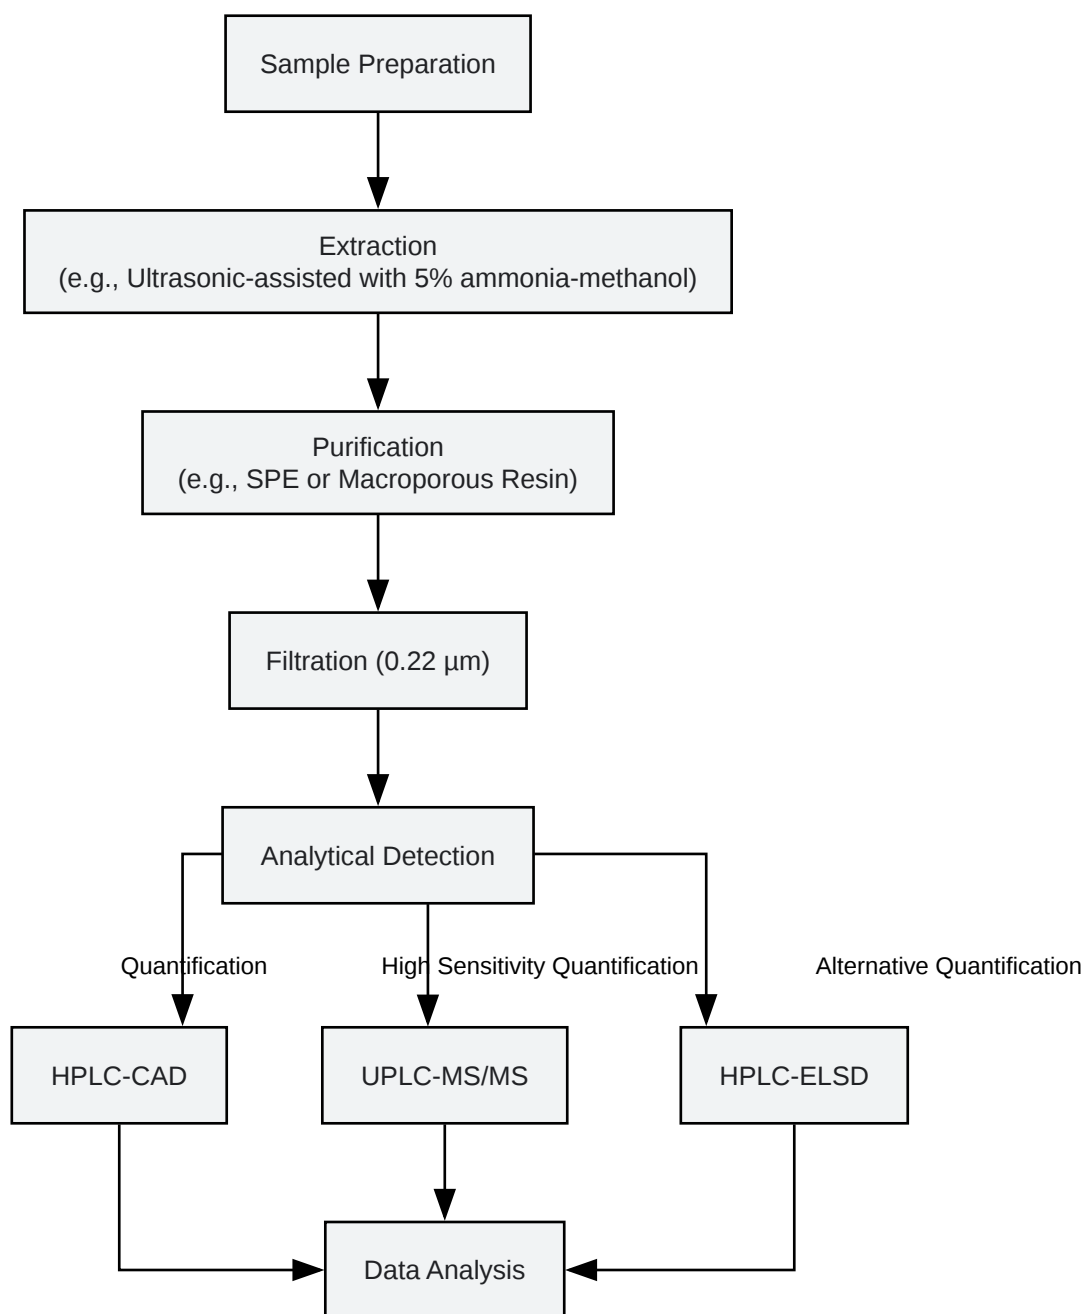 Sample Preparation
Extraction
(e.g., Ultrasonic-assisted with 5% ammonia-methanol)
Purification
(e.g., SPE or Macroporous Resin)
Filtration (0.22 µm)
Analytical Detection
Quantification
High Sensitivity Quantification
Alternative Quantification
HPLC-CAD
UPLC-MS/MS
HPLC-ELSD
Data Analysis